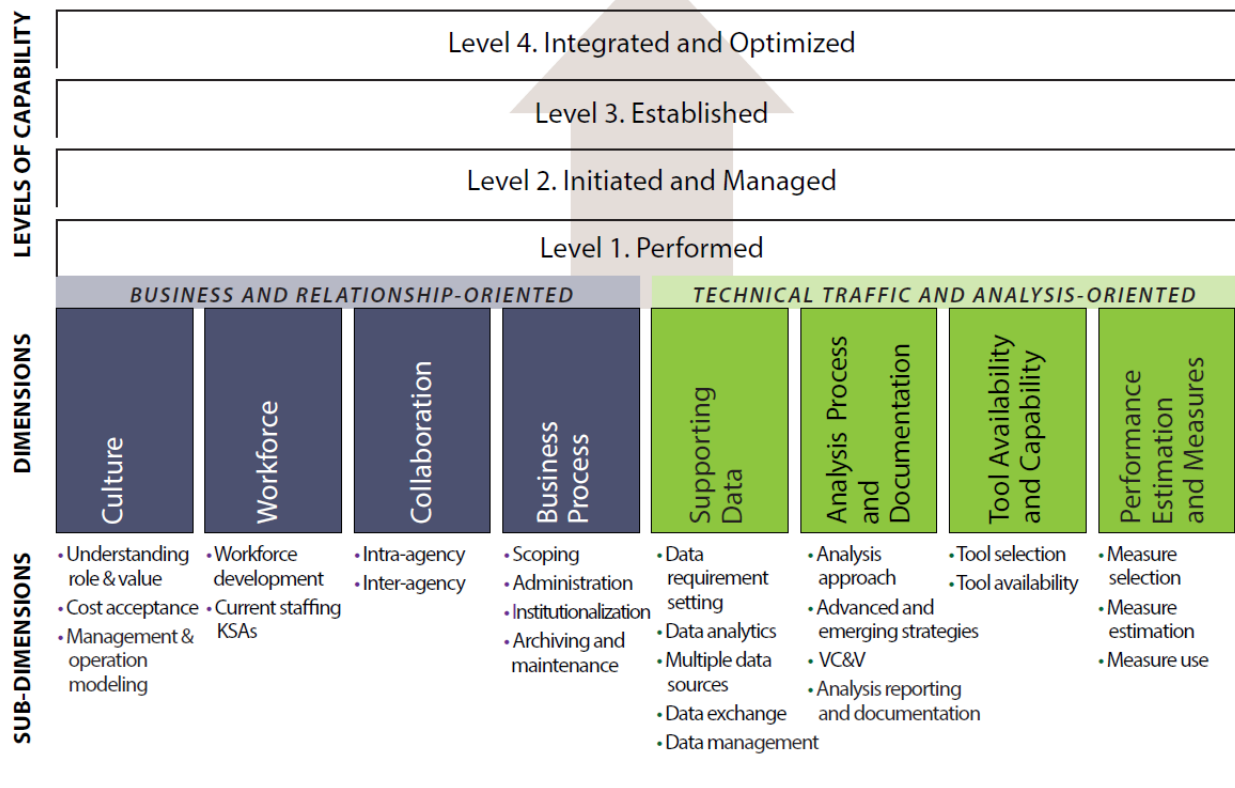 LEVELS OF CAPABILITY
Level 4. Integrated and Optimized
Level 3. Established
Level 2. Initiated and Managed
Level 1. Performed
BUSINESS AND RELATIONSHIP-ORIENTED
TECHNICAL TRAFFIC AND ANALYSIS-ORIENTED
DIMENSIONS
Culture
Workforce
Collaboration
Business
Process
Supporting
Data
Analysis Process
and
Documentation
Tool Availability
and Capability
Performance
Estimation
and Measures
SUB-DIMENSIONS
• Understanding
role & value
• Cost acceptance
• Management &
operation
modeling
• Workforce
development
• Current staffing
KSAs
• Intra-agency
• Inter-agency
• Scoping
• Administration
• Institutionalization
• Archiving and
maintenance
• Data
requirement
setting
• Data analytics
• Multiple data
sources
• Data exchange
• Data management
• Analysis
approach
• Advanced and
emerging strategies
• VC&V
• Analysis reporting
and documentation
• Tool selection
• Tool availability
• Measure
selection
• Measure
estimation
• Measure use